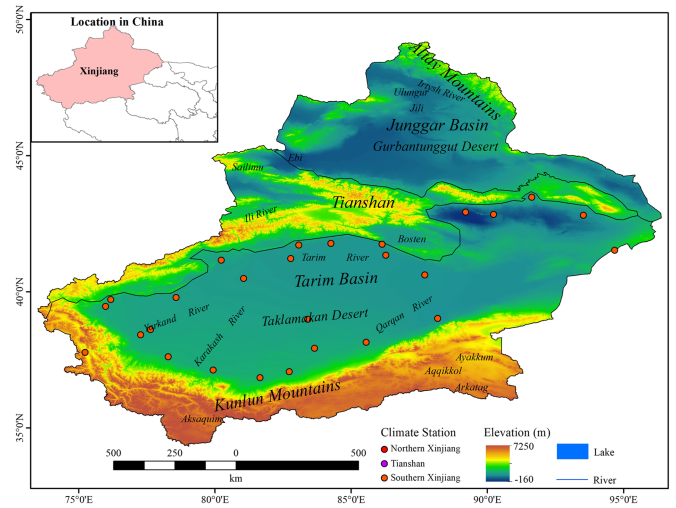 Location in China
Xinjiang
50°0'N
45°0'N
40°0'N
35°0'N
Altay Mountains
Irtysh River
Ulungur
Jili
Junggar Basin
Gurbantunggut Desert
Ebi
Sailimu
Tianshan
Ili River
Bosten
Tarim River
Tarim Basin
Taklamakan Desert
Yarkand River
Karakash River
Qarqan River
Kunlun Mountains
Ayakkum
Aqqikkol
Arkatag
Aksaquim
Climate Station
Northern Xinjiang
Tianshan
Southern Xinjiang
Elevation (m)
7250
-160
Lake
River
500 250 0 500
km
75°0'E 80°0'E 85°0'E 90°0'E 95°0'E